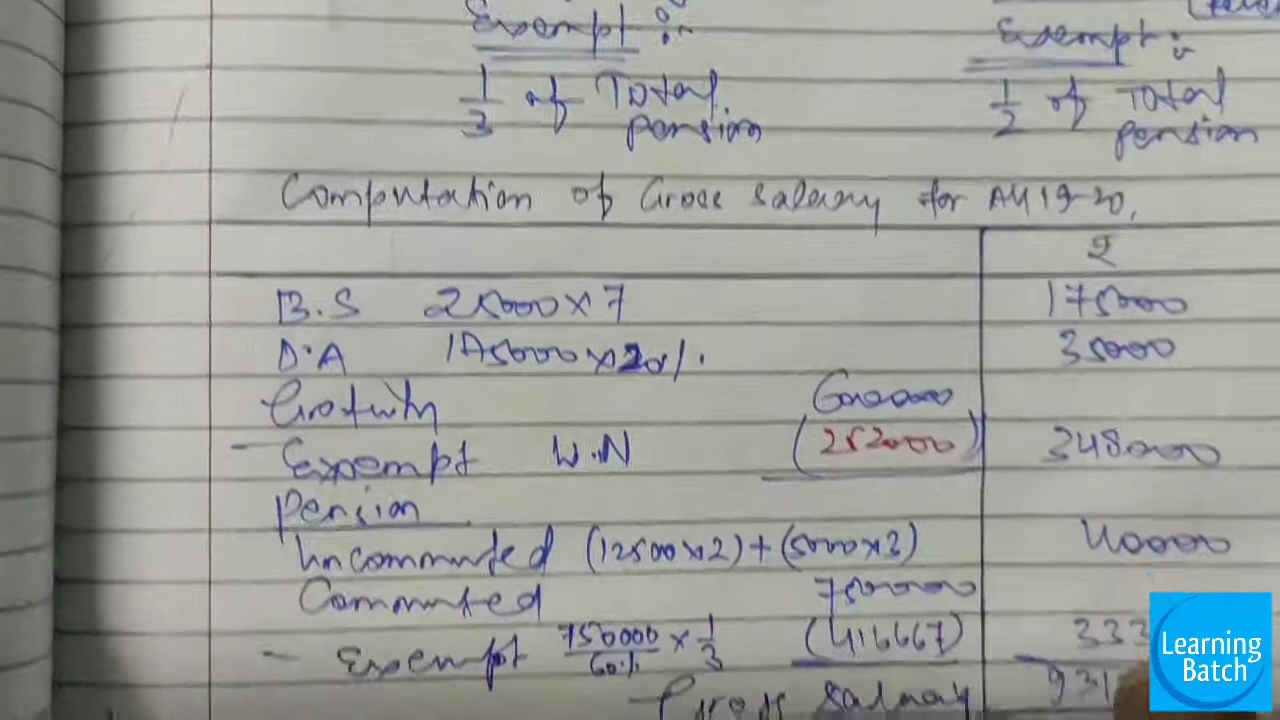 Exempt :- Exempt :-
1/3 of Total pension
1/2 of Total pension
Computation of Gross salary for AY 19-20.
₹
B.S 25000×7 175000
D.A 175000×20%. 35000
Gratuity 600000
- Exempt W.N (252000) 348000
Pension
Uncommuted (12500×2)+(5000×3) 40000
Commuted 750000
- Exempt 750000/60% × 1/3 (416667) 333
Gross salary 931
Learning
Batch